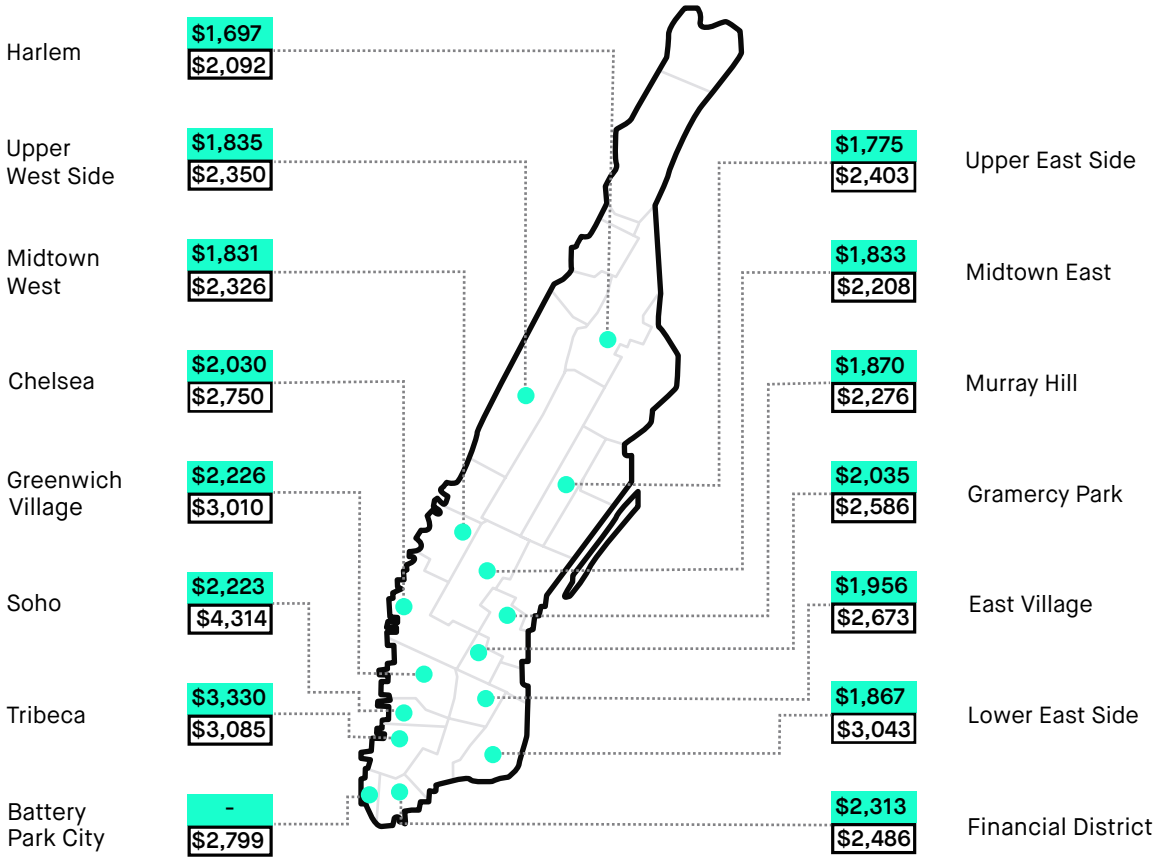 Harlem
$1,697
$2,092
Upper
West Side
$1,835
$2,350
Midtown
West
$1,831
$2,326
Chelsea
$2,030
$2,750
Greenwich
Village
$2,226
$3,010
Soho
$2,223
$4,314
Tribeca
$3,330
$3,085
Battery
Park City
-
$2,799
$1,775
$2,403
Upper East Side
$1,833
$2,208
Midtown East
$1,870
$2,276
Murray Hill
$2,035
$2,586
Gramercy Park
$1,956
$2,673
East Village
$1,867
$3,043
Lower East Side
$2,313
$2,486
Financial District